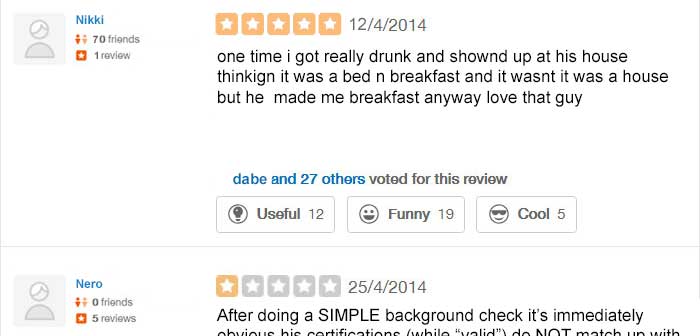 Nikki
70 friends
1 review
12/4/2014
one time i got really drunk and shownd up at his house
thinkign it was a bed n breakfast and it wasnt it was a house
but he  made me breakfast anyway love that guy
dabe and 27 others voted for this review
Useful 12
Funny 19
Cool 5
Nero
0 friends
5 reviews
25/4/2014
After doing a SIMPLE background check it's immediately
obvious his certifications (while "valid") do NOT match up with